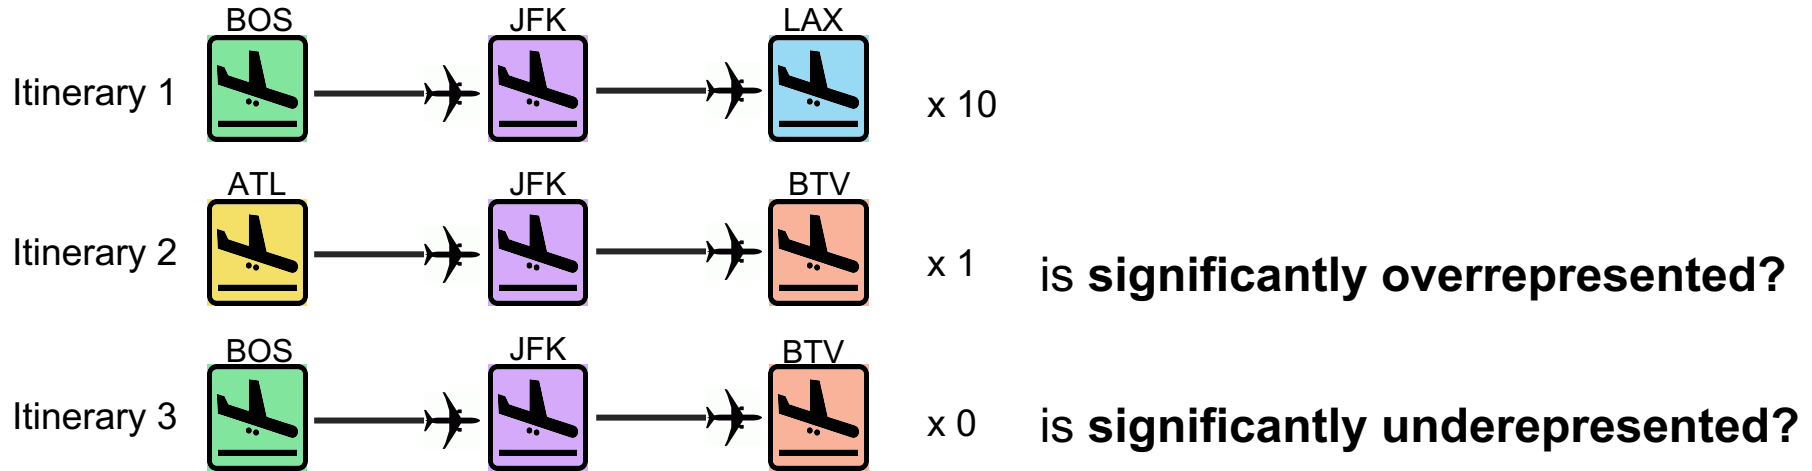 BOS JFK LAX
Itinerary 1 x 10
ATL JFK BTV
Itinerary 2 x 1 is significantly overrepresented?
BOS JFK BTV
Itinerary 3 x 0 is significantly underepresented?